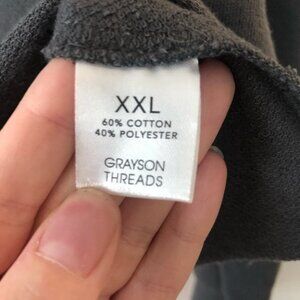 XXL
60% COTTON
40% POLYESTER
GRAYSON
THREADS